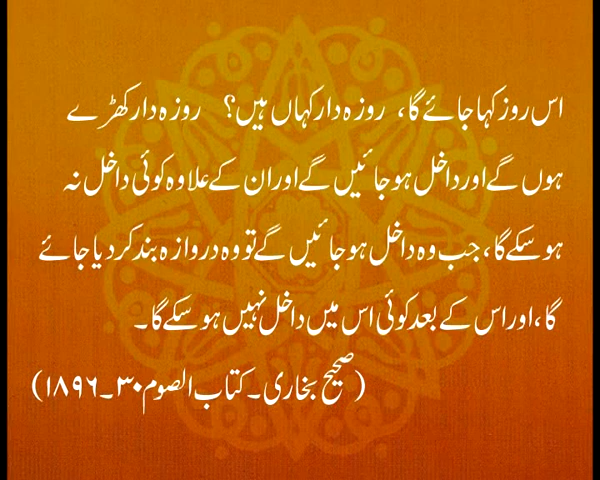 اس روز کہا جائے گا، روزہ دار کہاں ہیں؟ روزہ دار کھڑے
ہوں گے اور داخل ہو جائیں گے اور ان کے علاوہ کوئی داخل نہ
ہو سکے گا، جب وہ داخل ہو جائیں گے تو وہ دروازہ بند کر دیا جائے
گا، اور اس کے بعد کوئی اس میں داخل نہیں ہو سکے گا۔
(صحیح بخاری۔ کتاب الصوم ۳۰۔۱۸۹۶)